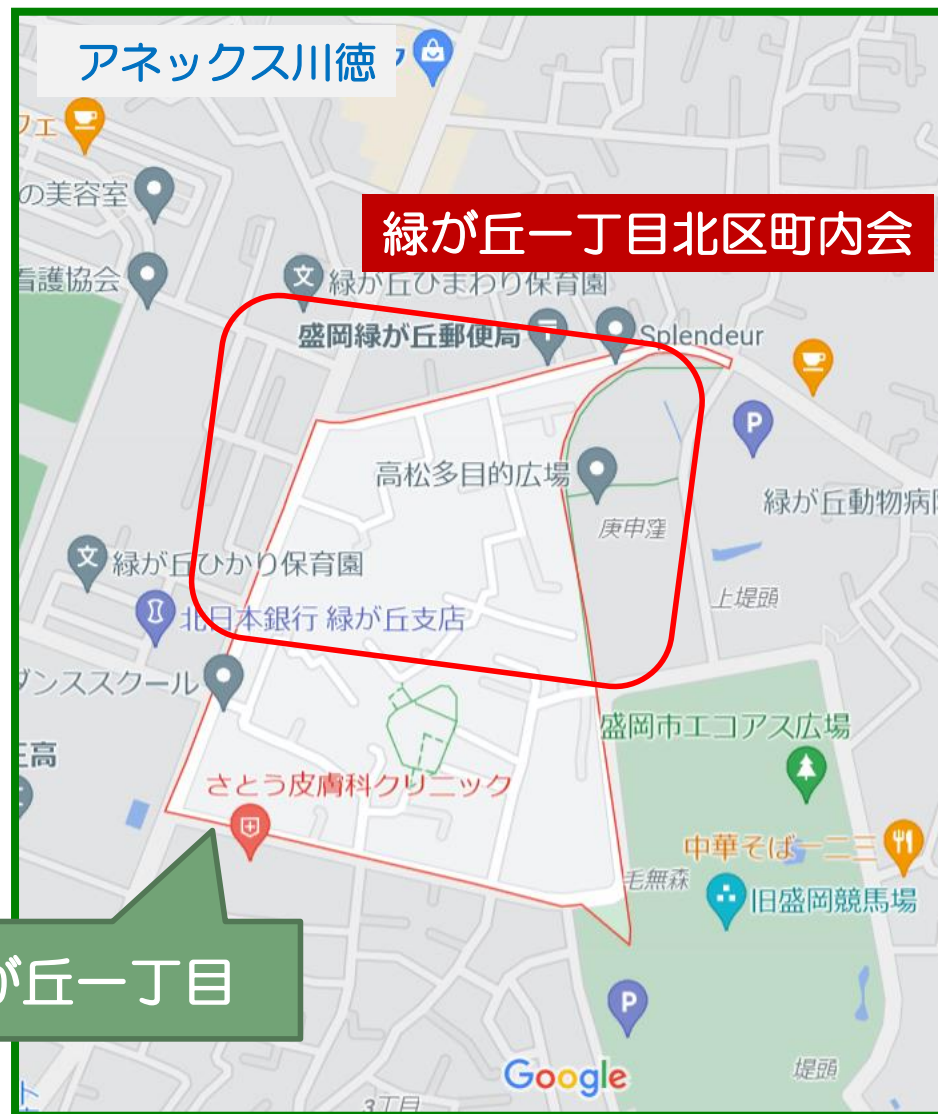 アネックス川徳
ク
フェ
の美容室
緑が丘一丁目北区町内会
看護協会
緑が丘ひまわり保育園
盛岡緑が丘郵便局
Splendeur
P
高松多目的広場
緑が丘動物病
庚申窪
文
緑が丘ひかり保育園
上堤頭
北日本銀行 緑が丘支店
ダンススクール
盛岡市エコアス広場
高
さとう皮膚科クリニック
中華そば一二三
毛無森
旧盛岡競馬場
が丘一丁目
P
Google
堤頭
ト
3丁目